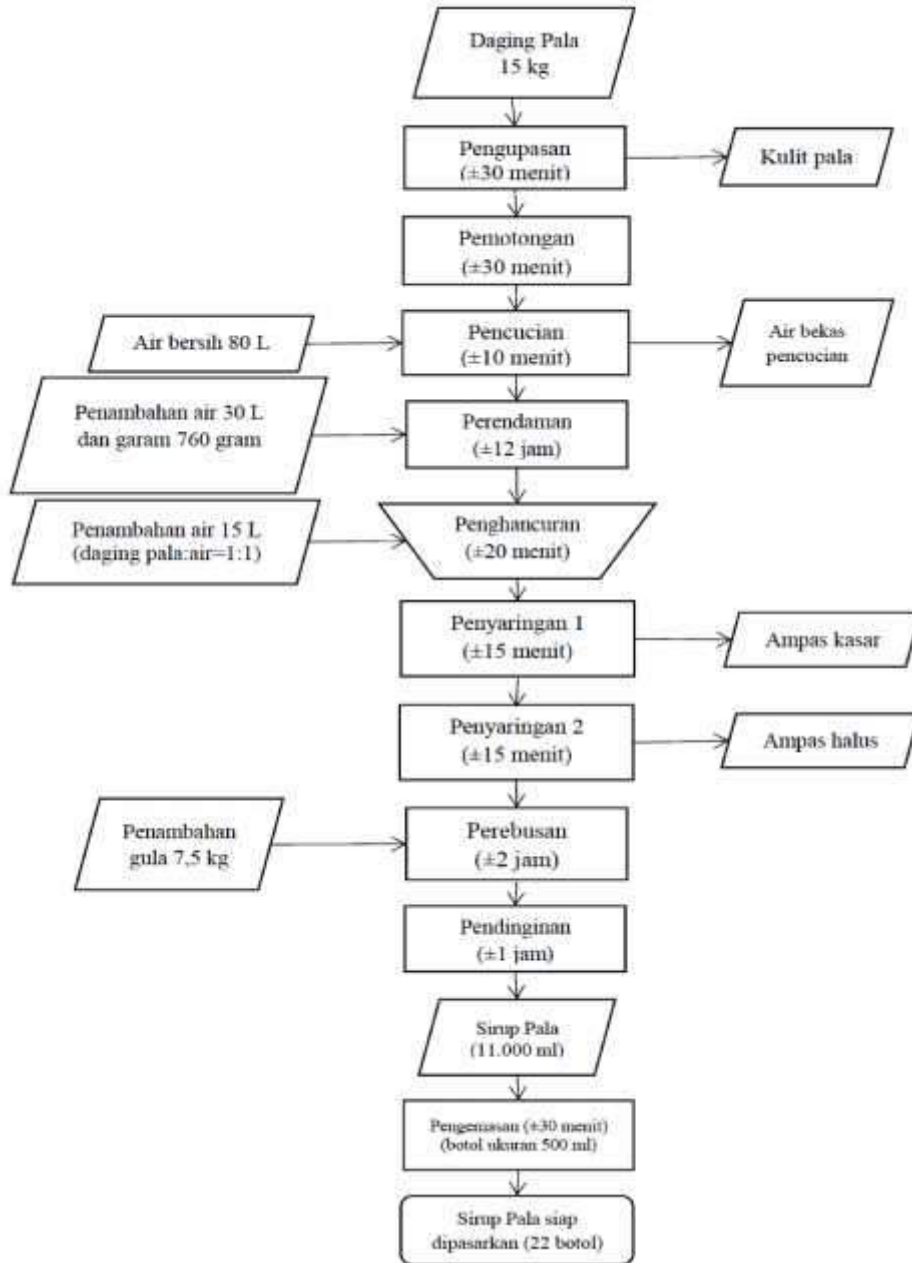 Daging Pala
15 kg
Pengupasan
(±30 menit)
Kulit pala
Pemotongan
(±30 menit)
Air bersih 80 L
Pencucian
(±10 menit)
Air bekas
pencucian
Penambahan air 30 L
dan garam 760 gram
Perendaman
(±12 jam)
Penambahan air 15 L
(daging pala:air=1:1)
Penghancuran
(±20 menit)
Penyaringan 1
(±15 menit)
Ampas kasar
Penyaringan 2
(±15 menit)
Ampas halus
Penambahan
gula 7,5 kg
Perebusan
(±2 jam)
Pendinginan
(±1 jam)
Sirup Pala
(11.000 ml)
Pengemasan (±30 menit)
(botol ukuran 500 ml)
Sirup Pala siap
dipasarkan (22 botol)